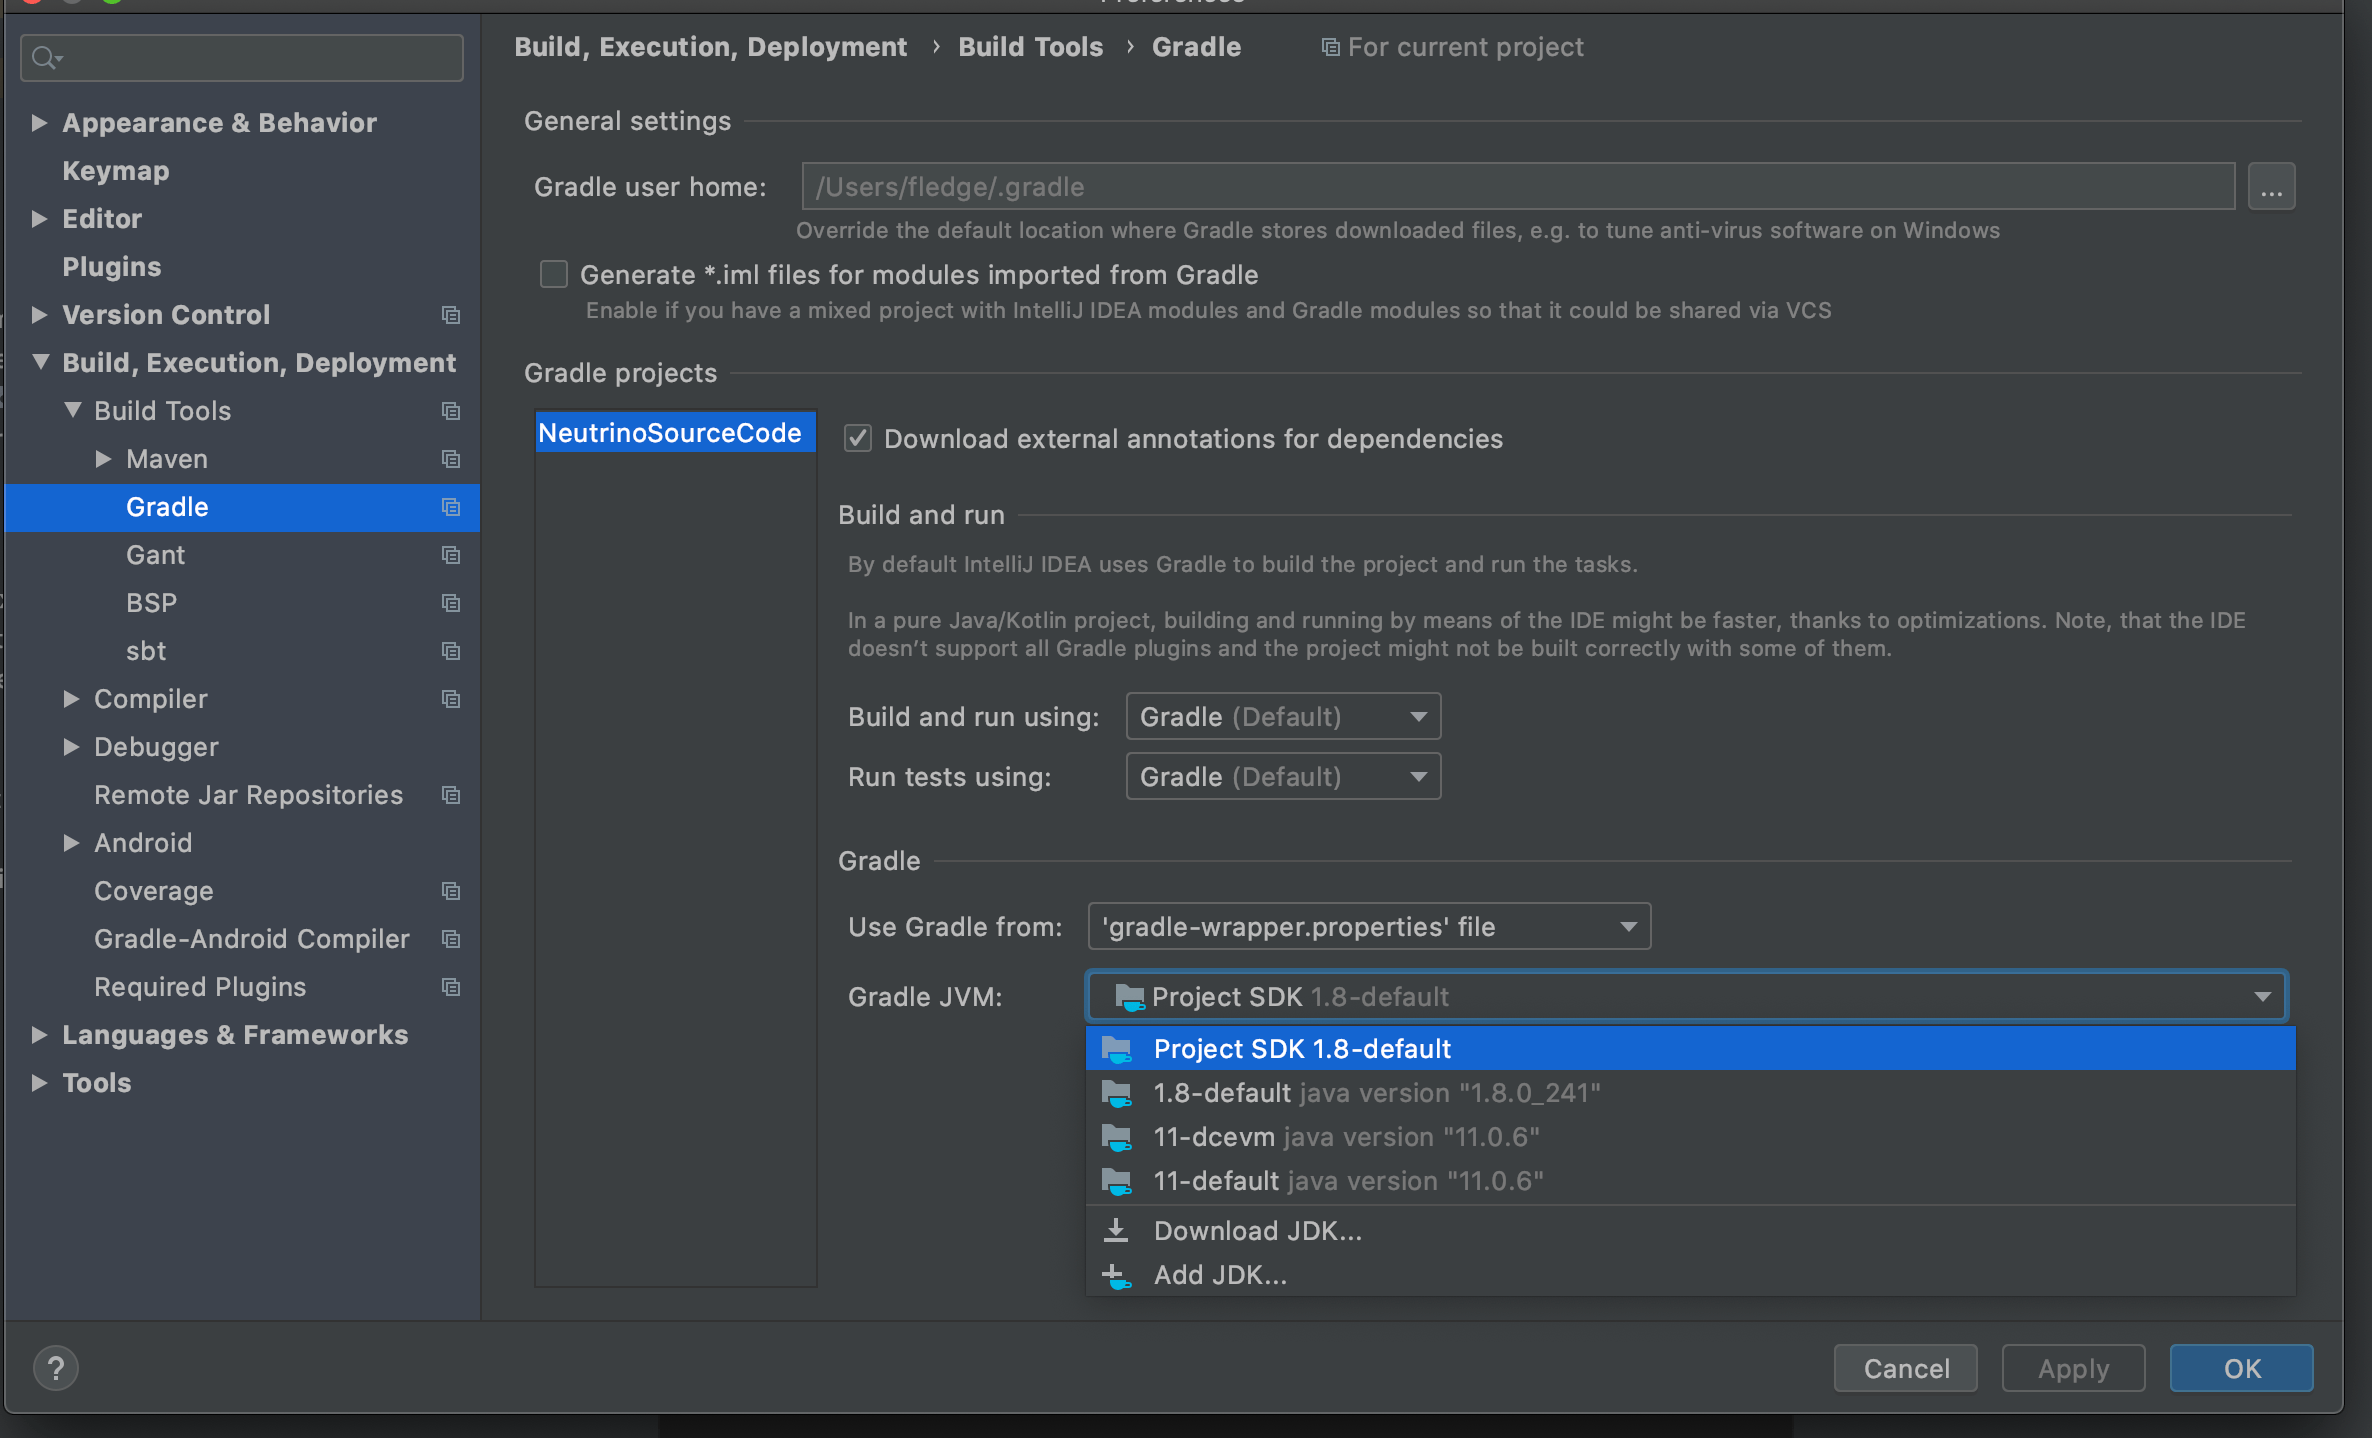 Preferences
Appearance & Behavior
Keymap
Editor
Plugins
Version Control
Build, Execution, Deployment
Build Tools
Maven
Gradle
Gant
BSP
sbt
Compiler
Debugger
Remote Jar Repositories
Android
Coverage
Gradle-Android Compiler
Required Plugins
Languages & Frameworks
Tools
Build, Execution, Deployment › Build Tools › Gradle For current project
General settings
Gradle user home: /Users/fledge/.gradle ...
Override the default location where Gradle stores downloaded files, e.g. to tune anti-virus software on Windows
Generate *.iml files for modules imported from Gradle
Enable if you have a mixed project with IntelliJ IDEA modules and Gradle modules so that it could be shared via VCS
Gradle projects
NeutrinoSourceCode
Download external annotations for dependencies
Build and run
By default IntelliJ IDEA uses Gradle to build the project and run the tasks.
In a pure Java/Kotlin project, building and running by means of the IDE might be faster, thanks to optimizations. Note, that the IDE
doesn’t support all Gradle plugins and the project might not be built correctly with some of them.
Build and run using: Gradle (Default)
Run tests using: Gradle (Default)
Gradle
Use Gradle from: 'gradle-wrapper.properties' file
Gradle JVM: Project SDK 1.8-default
Project SDK 1.8-default
1.8-default java version "1.8.0_241"
11-dcevm java version "11.0.6"
11-default java version "11.0.6"
Download JDK...
Add JDK...
?
Cancel
Apply
OK